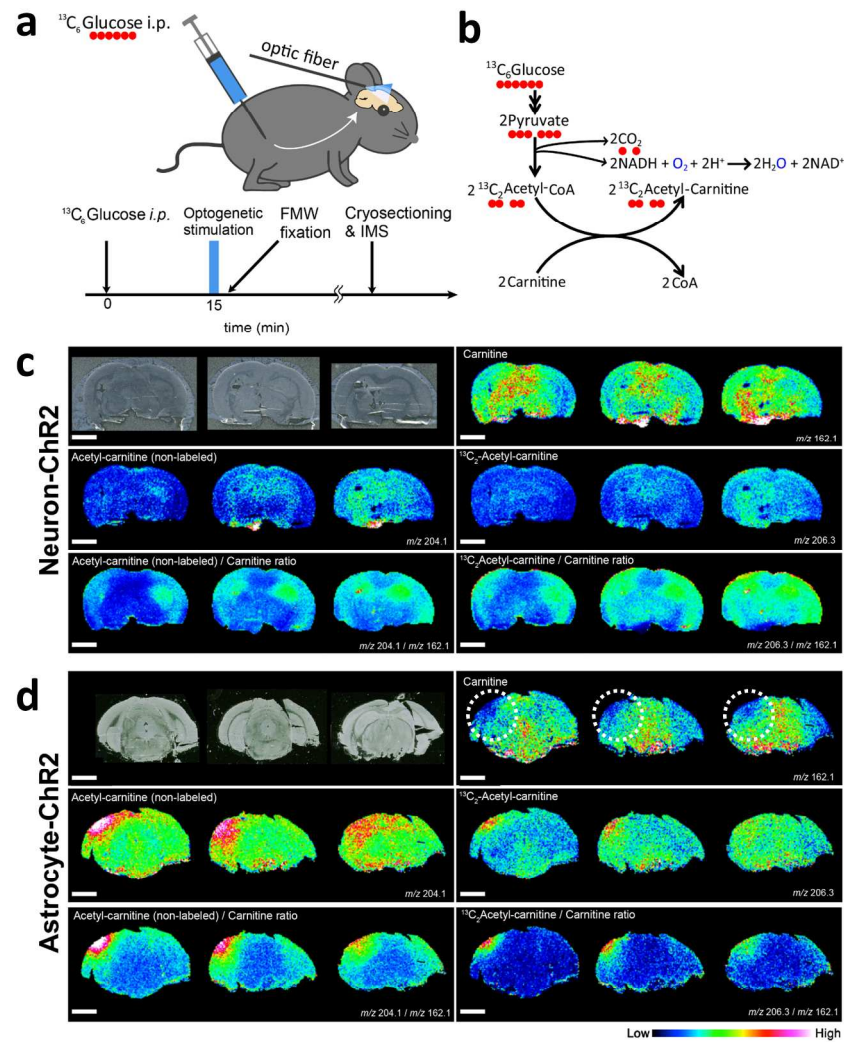 a
¹³C₆Glucose i.p.
optic fiber
¹³C₆Glucose i.p.
Optogenetic
stimulation
FMW
fixation
Cryosectioning
& IMS
0
15
time (min)
b
¹³C₆Glucose
2Pyruvate
2CO₂
2NADH + O₂ + 2H⁺ → 2H₂O + 2NAD⁺
2 ¹³C₂Acetyl-CoA
2 ¹³C₂Acetyl-Carnitine
2Carnitine
2CoA
c
Neuron-ChR2
Carnitine
m/z 162.1
Acetyl-carnitine (non-labeled)
m/z 204.1
¹³C₂-Acetyl-carnitine
m/z 206.3
Acetyl-carnitine (non-labeled) / Carnitine ratio
m/z 204.1 / m/z 162.1
¹³C₂Acetyl-carnitine / Carnitine ratio
m/z 206.3 / m/z 162.1
d
Astrocyte-ChR2
Carnitine
m/z 162.1
Acetyl-carnitine (non-labeled)
m/z 204.1
¹³C₂-Acetyl-carnitine
m/z 206.3
Acetyl-carnitine (non-labeled) / Carnitine ratio
m/z 204.1 / m/z 162.1
¹³C₂Acetyl-carnitine / Carnitine ratio
m/z 206.3 / m/z 162.1
Low High